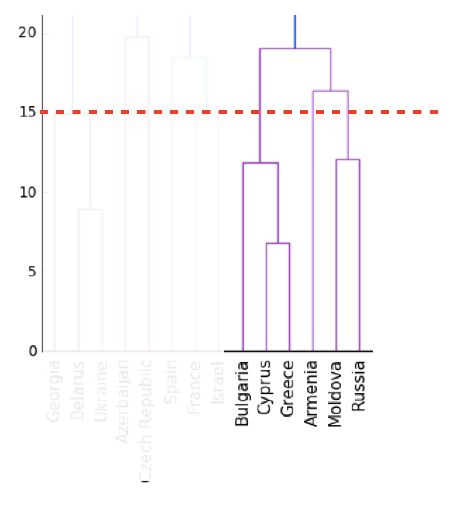 20
15
10
5
0
Georgia
Belarus
Ukraine
Azerbaijan
Czech Republic
Spain
France
Israel
Bulgaria
Cyprus
Greece
Armenia
Moldova
Russia